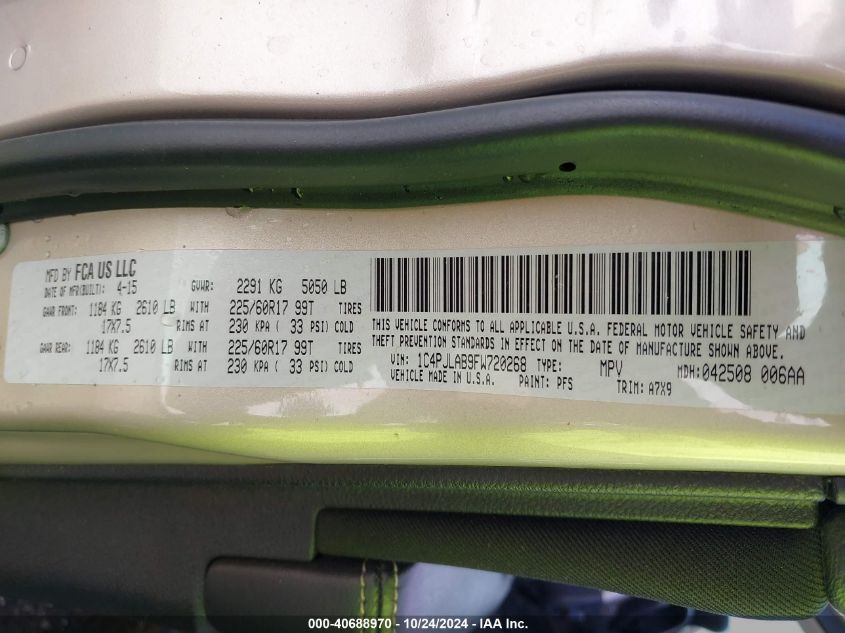 MFD BY FCA US LLC
DATE OF MFR(BUILT): 4-15 GVWR: 2291 KG 5050 LB
GAWR FRONT: 1184 KG 2610 LB WITH 225/60R17 99T TIRES
17X7.5 RIMS AT 230 KPA ( 33 PSI) COLD
GAWR REAR: 1184 KG 2610 LB WITH 225/60R17 99T TIRES
17X7.5 RIMS AT 230 KPA ( 33 PSI) COLD
THIS VEHICLE CONFORMS TO ALL APPLICABLE U.S.A. FEDERAL MOTOR VEHICLE SAFETY AND
THEFT PREVENTION STANDARDS IN EFFECT ON THE DATE OF MANUFACTURE SHOWN ABOVE.
VIN: 1C4PJLAB9FW720268 TYPE: MPV MDH: 042508 006AA
VEHICLE MADE IN U.S.A. PAINT: PFS TRIM: A7X9
000-40688970 - 10/24/2024 - IAA Inc.